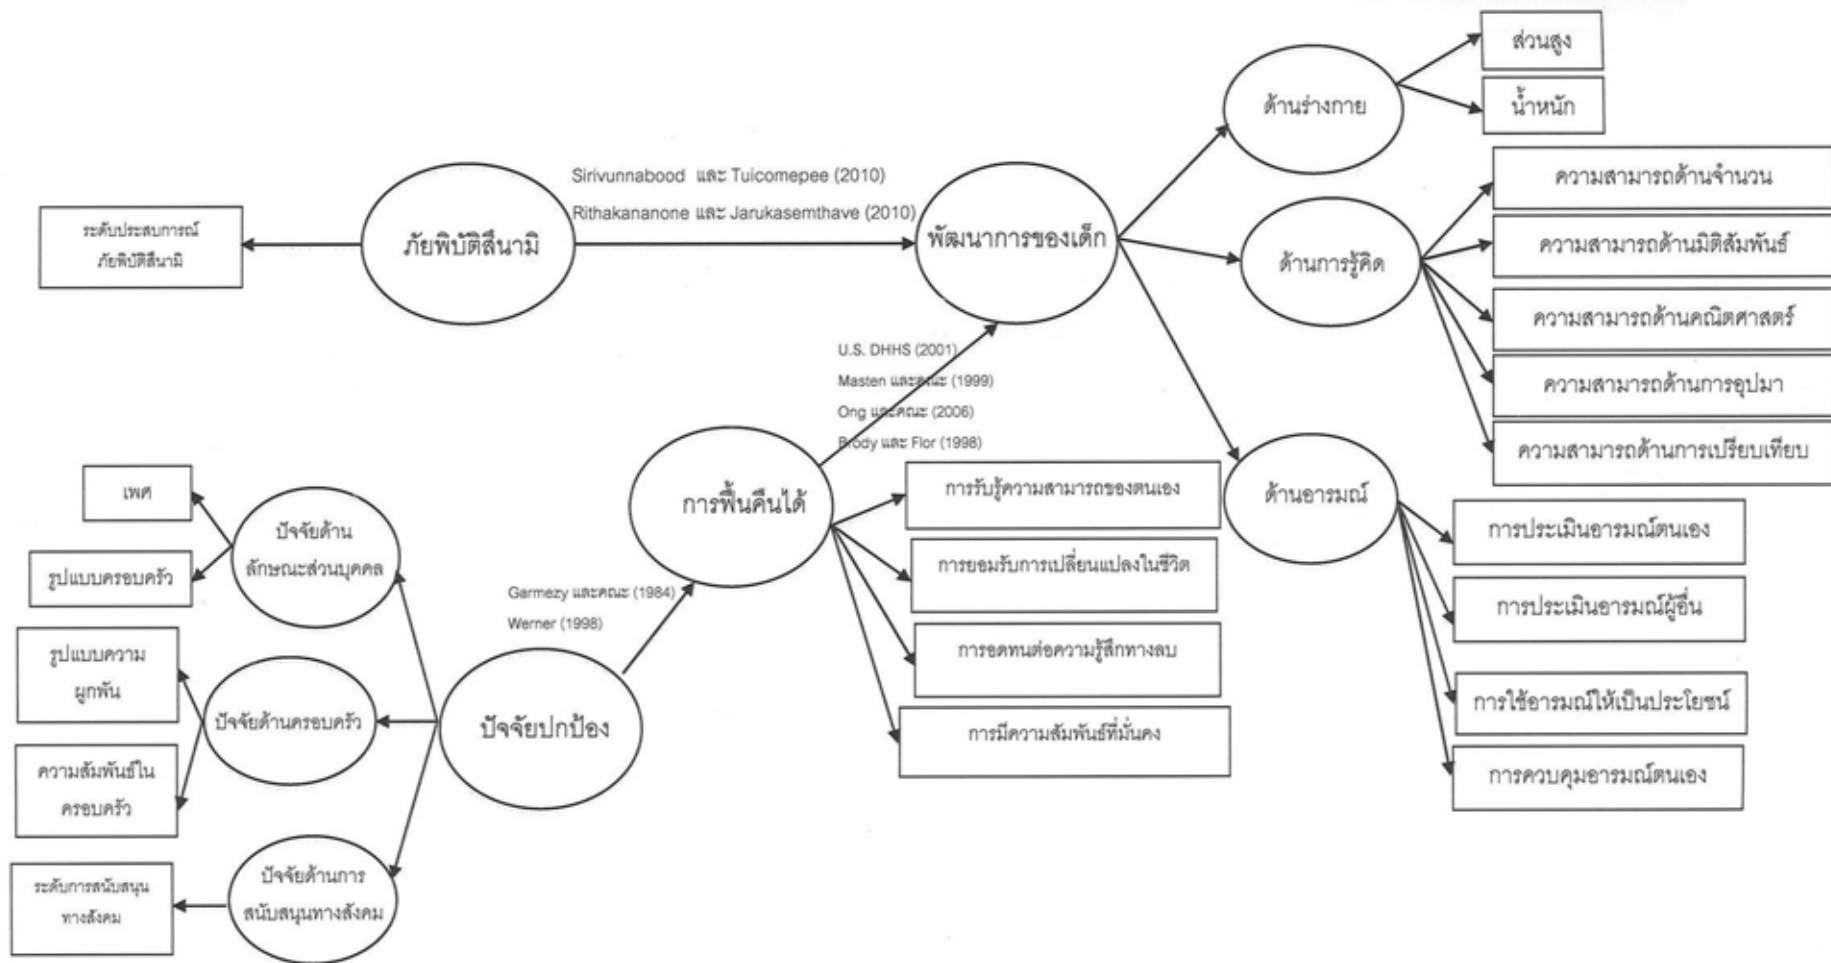 ส่วนสูง
น้ำหนัก
ด้านร่างกาย
Sirivunnabood และ Tuicomepee (2010)
Rithakananone และ Jarukasemthave (2010)
ระดับประสบการณ์
ภัยพิบัติสึนามิ
ภัยพิบัติสึนามิ
พัฒนาการของเด็ก
ด้านการรู้คิด
ความสามารถด้านจำนวน
ความสามารถด้านมิติสัมพันธ์
ความสามารถด้านคณิตศาสตร์
ความสามารถด้านการอุปมา
ความสามารถด้านการเปรียบเทียบ
U.S. DHHS (2001)
Masten และคณะ (1999)
Ong และคณะ (2006)
Brody และ Flor (1998)
การฟื้นคืนได้
การรับรู้ความสามารถของตนเอง
การยอมรับการเปลี่ยนแปลงในชีวิต
การอดทนต่อความรู้สึกทางลบ
การมีความสัมพันธ์ที่มั่นคง
ด้านอารมณ์
การประเมินอารมณ์ตนเอง
การประเมินอารมณ์ผู้อื่น
การใช้อารมณ์ให้เป็นประโยชน์
การควบคุมอารมณ์ตนเอง
เพศ
รูปแบบครอบครัว
ปัจจัยด้าน
ลักษณะส่วนบุคคล
Garmezy และคณะ (1984)
Werner (1998)
รูปแบบความ
ผูกพัน
ปัจจัยด้านครอบครัว
ปัจจัยปกป้อง
ความสัมพันธ์ใน
ครอบครัว
ระดับการสนับสนุน
ทางสังคม
ปัจจัยด้านการ
สนับสนุนทางสังคม